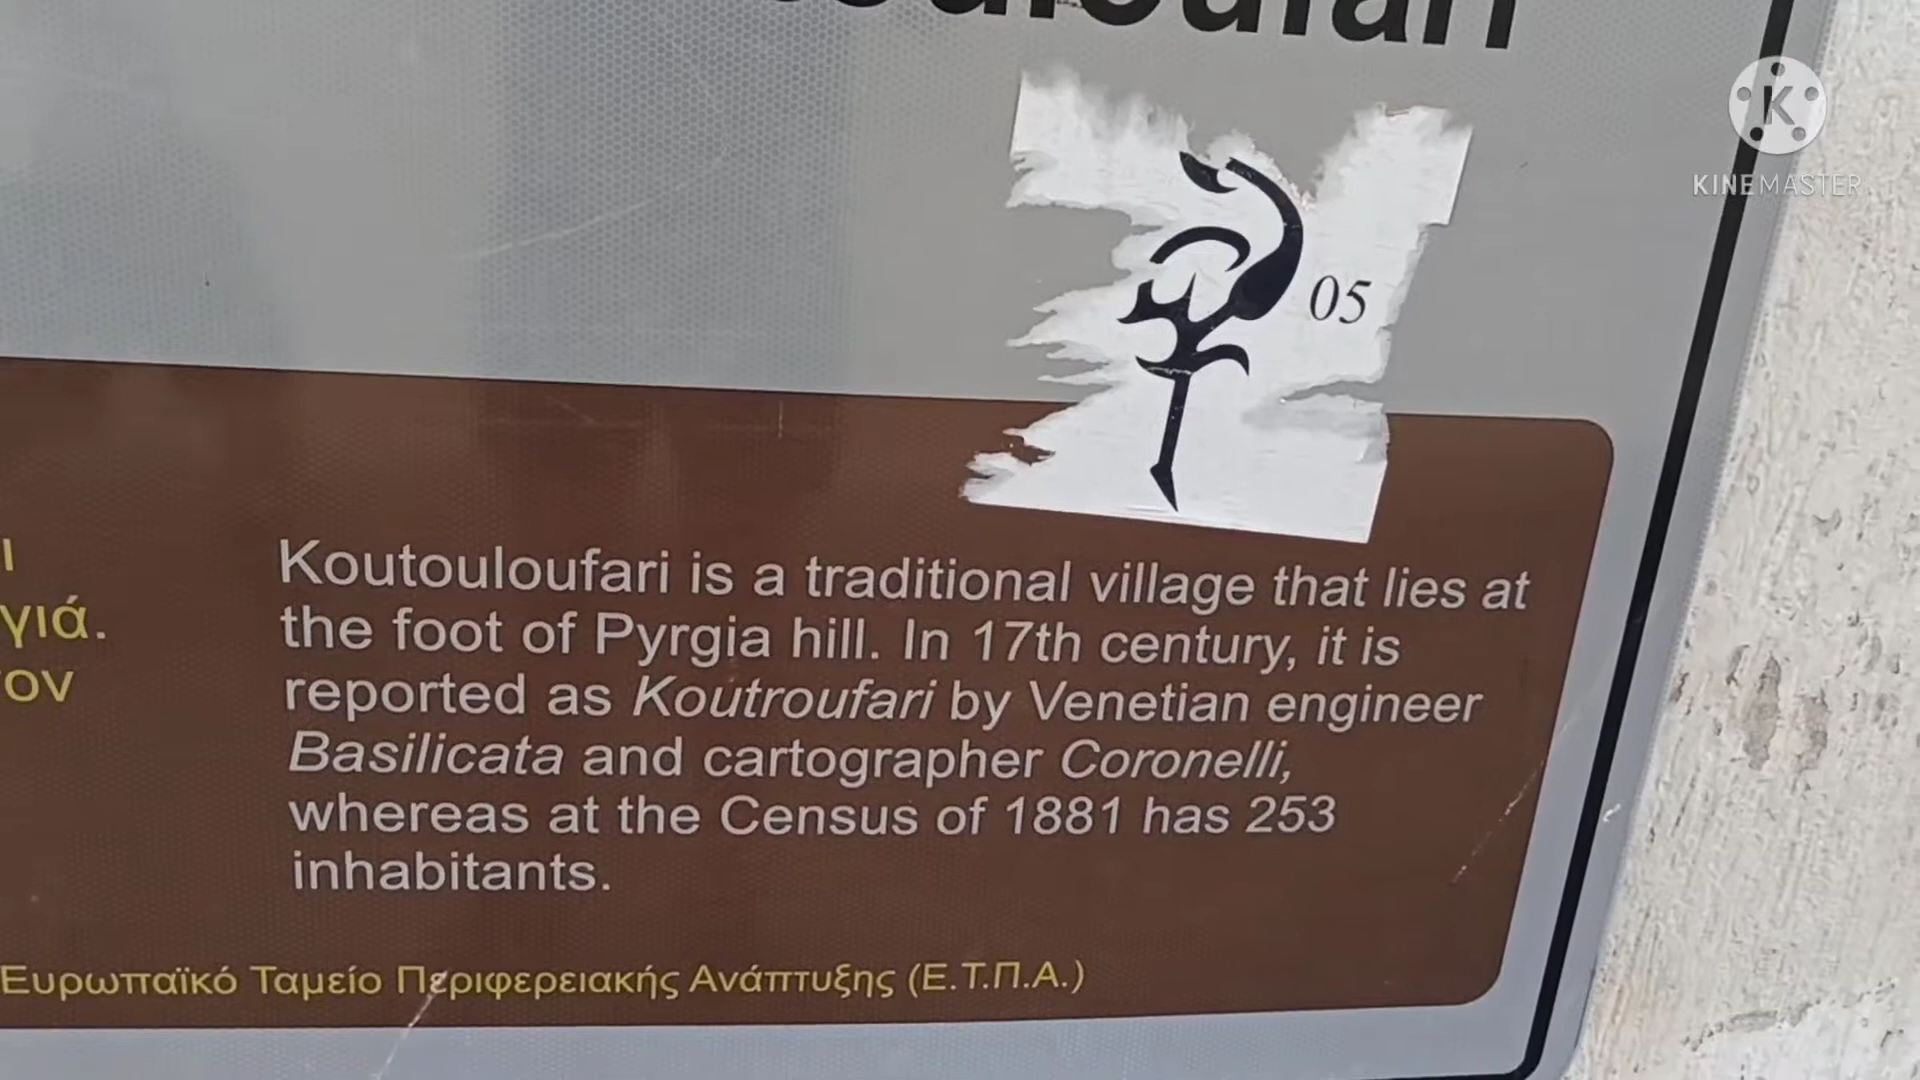 KINEMASTER
05
Koutouloufari is a traditional village that lies at
the foot of Pyrgia hill. In 17th century, it is
reported as Koutroufari by Venetian engineer
Basilicata and cartographer Coronelli,
whereas at the Census of 1881 has 253
inhabitants.
γιά.
Ευρωπαϊκό Ταμείο Περιφερειακής Ανάπτυξης (Ε.Τ.Π.Α.)